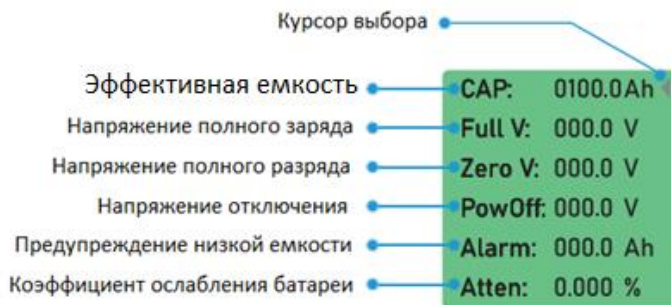 Курсор выбора
Эффективная емкость CAP: 0100.0Ah
Напряжение полного заряда Full V: 000.0 V
Напряжение полного разряда Zero V: 000.0 V
Напряжение отключения PowOff: 000.0 V
Предупреждение низкой емкости Alarm: 000.0 Ah
Коэффициент ослабления батареи Atten: 0.000 %